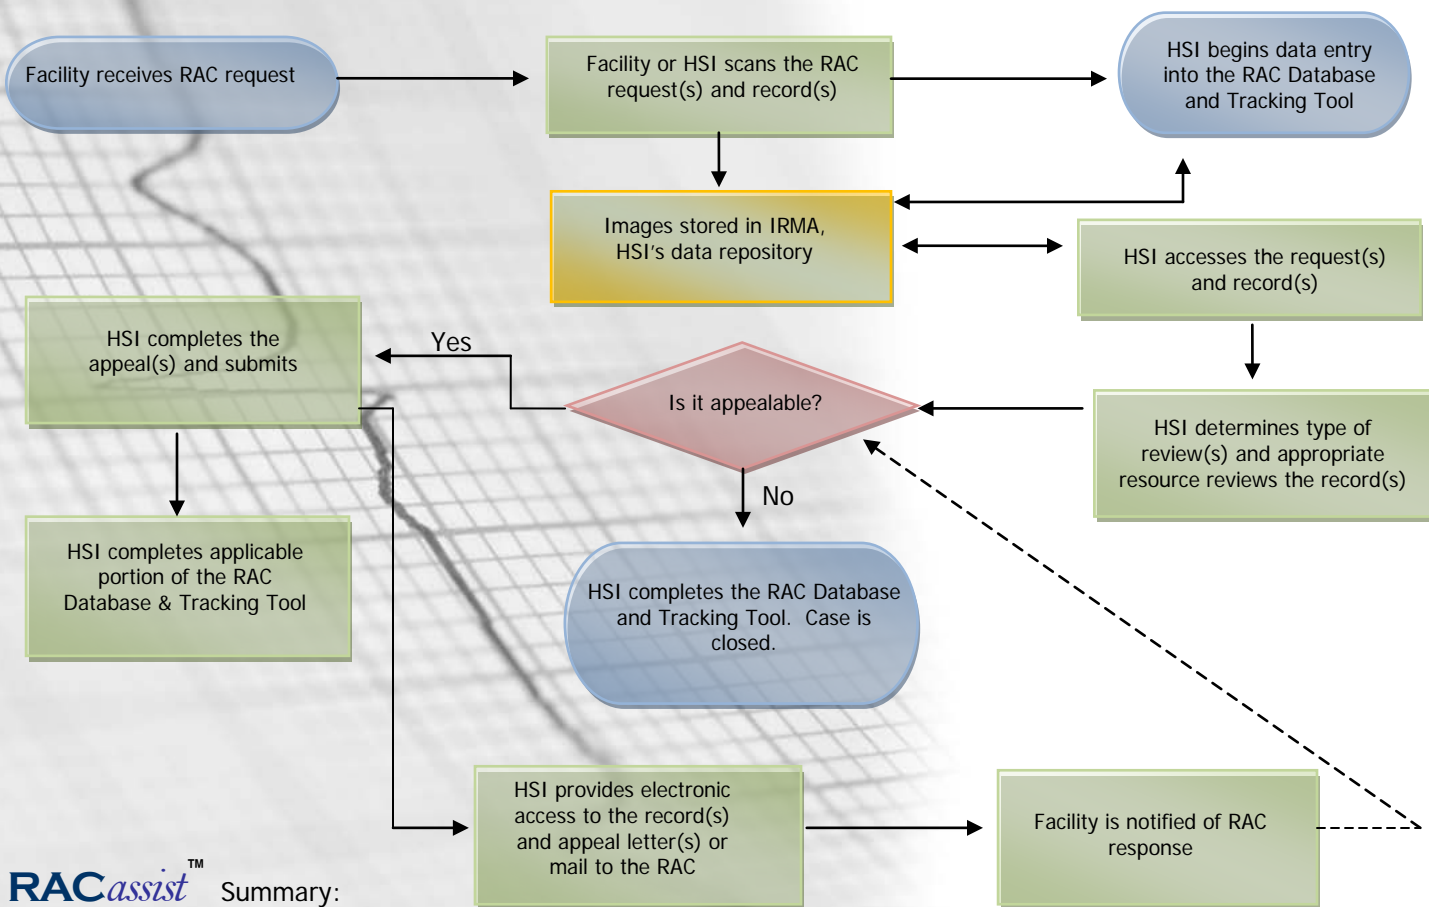 Facility receives RAC request
Facility or HSI scans the RAC
request(s) and record(s)
HSI begins data entry
into the RAC Database
and Tracking Tool
Images stored in IRMA,
HSI's data repository
HSI accesses the request(s)
and record(s)
HSI completes the
appeal(s) and submits
Yes
Is it appealable?
HSI determines type of
review(s) and appropriate
resource reviews the record(s)
No
HSI completes applicable
portion of the RAC
Database & Tracking Tool
HSI completes the RAC Database
and Tracking Tool.  Case is
closed.
HSI provides electronic
access to the record(s)
and appeal letter(s) or
mail to the RAC
Facility is notified of RAC
response
RACassist™ Summary: